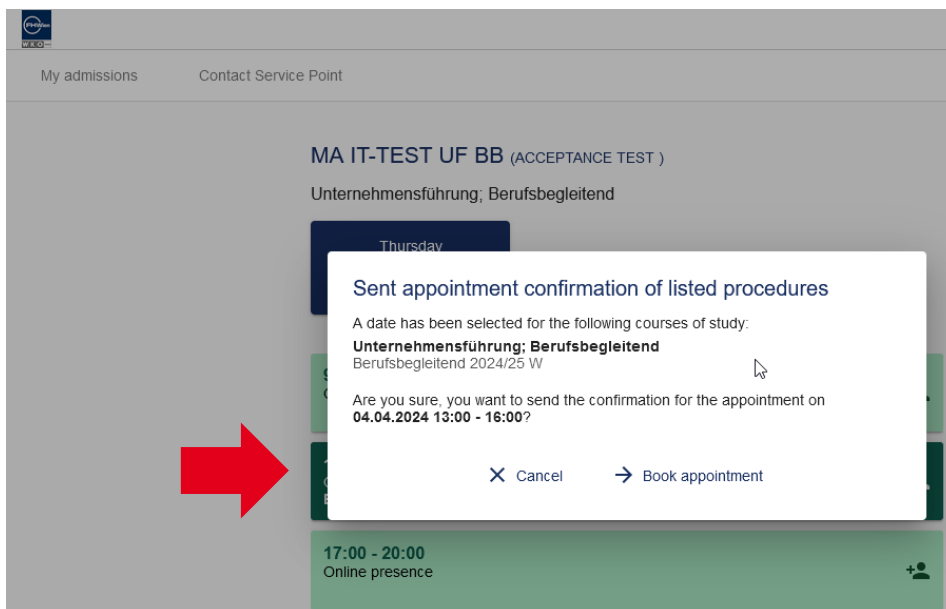 FHWien
WKO
My admissions
Contact Service Point
MA IT-TEST UF BB (ACCEPTANCE TEST )
Unternehmensführung; Berufsbegleitend
Thursday
Sent appointment confirmation of listed procedures
A date has been selected for the following courses of study:
Unternehmensführung; Berufsbegleitend
Berufsbegleitend 2024/25 W
Are you sure, you want to send the confirmation for the appointment on
04.04.2024 13:00 - 16:00?
Cancel
Book appointment
17:00 - 20:00
Online presence